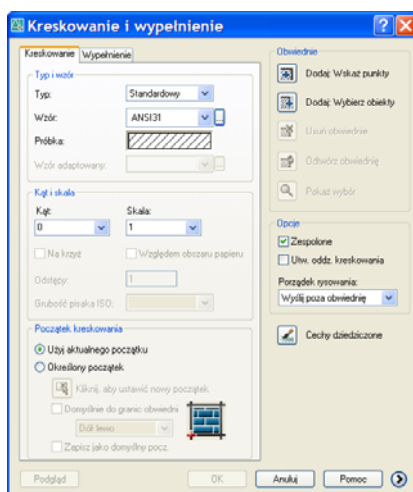 Kreskowanie i wypełnienie
Kreskowanie Wypełnienie
Typ i wzór
Typ: Standardowy
Wzór: ANSI31 ...
Próbka:
Wzór adaptowany: ...
Kąt i skala
Kąt: Skala:
0 1
Na krzyż Względem obszaru papieru
Odstępy: 1
Grubość pisaka ISO:
Początek kreskowania
Użyj aktualnego początku
Określony początek
Kliknij, aby ustawić nowy początek
Domyślnie do granic obwiedni
Dół lewo
Zapisz jako domyślny pocz.
Obwiednie
Dodaj: Wskaż punkty
Dodaj: Wybierz obiekty
Usuń obwiednie
Odtwórz obwiednię
Pokaż wybór
Opcje
Zespolone
Utw. oddz. kreskowania
Porządek rysowania:
Wyślij poza obwiednię
Cechy dziedziczone
Podgląd OK Anuluj Pomoc